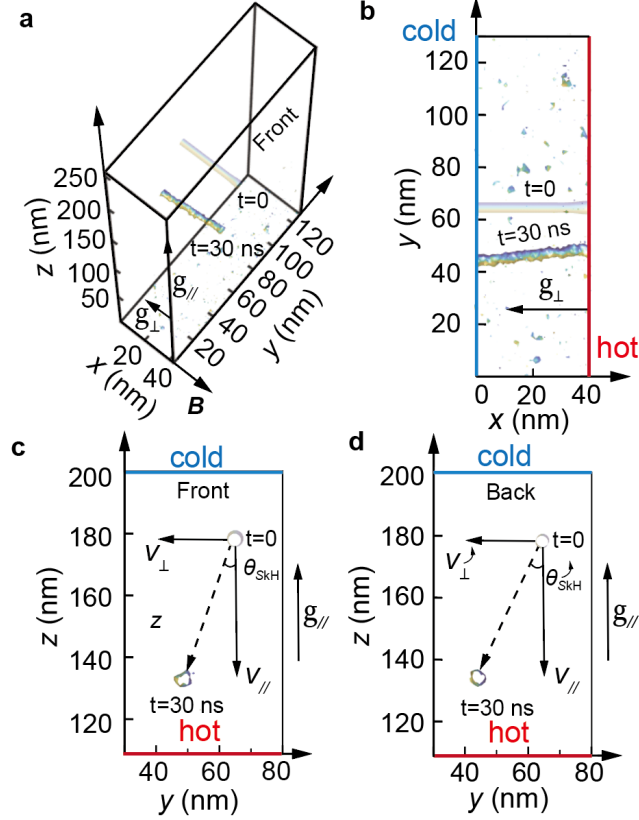 a
Front
t=0
t=30 ns
g//
g⊥
z (nm)
250
200
150
100
50
x (nm)
20
40
B
y (nm)
20
40
60
80
100
120
b
cold
y (nm)
120
100
80
60
40
20
t=0
t=30 ns
g⊥
hot
0
20
40
x (nm)
c
cold
Front
t=0
V⊥
θSkH
z
V//
t=30 ns
hot
g//
z (nm)
200
180
160
140
120
40
60
80
y (nm)
d
cold
Back
t=0
V⊥
θSkH
V//
t=30 ns
hot
g//
z (nm)
200
180
160
140
120
40
60
80
y (nm)